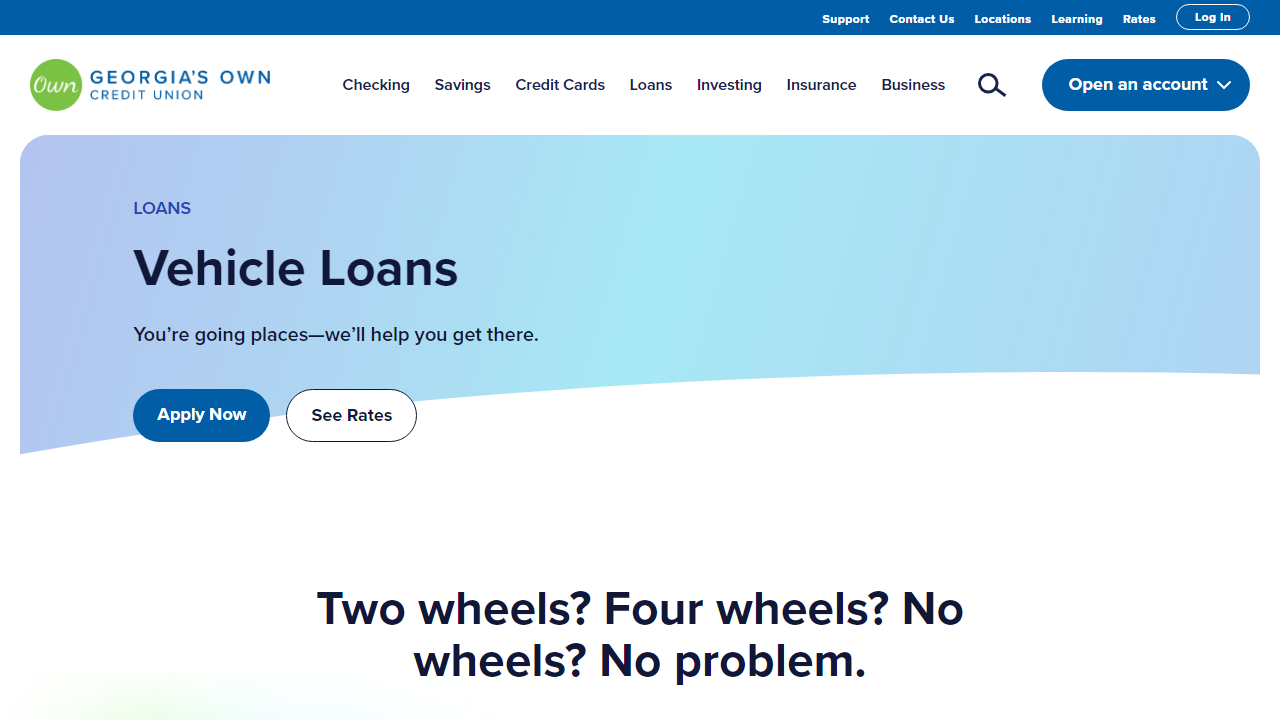 Support Contact Us Locations Learning Rates Log In
Own GEORGIA'S OWN
CREDIT UNION
Checking Savings Credit Cards Loans Investing Insurance Business Open an account
LOANS
Vehicle Loans
You’re going places—we’ll help you get there.
Apply Now See Rates
Two wheels? Four wheels? No
wheels? No problem.